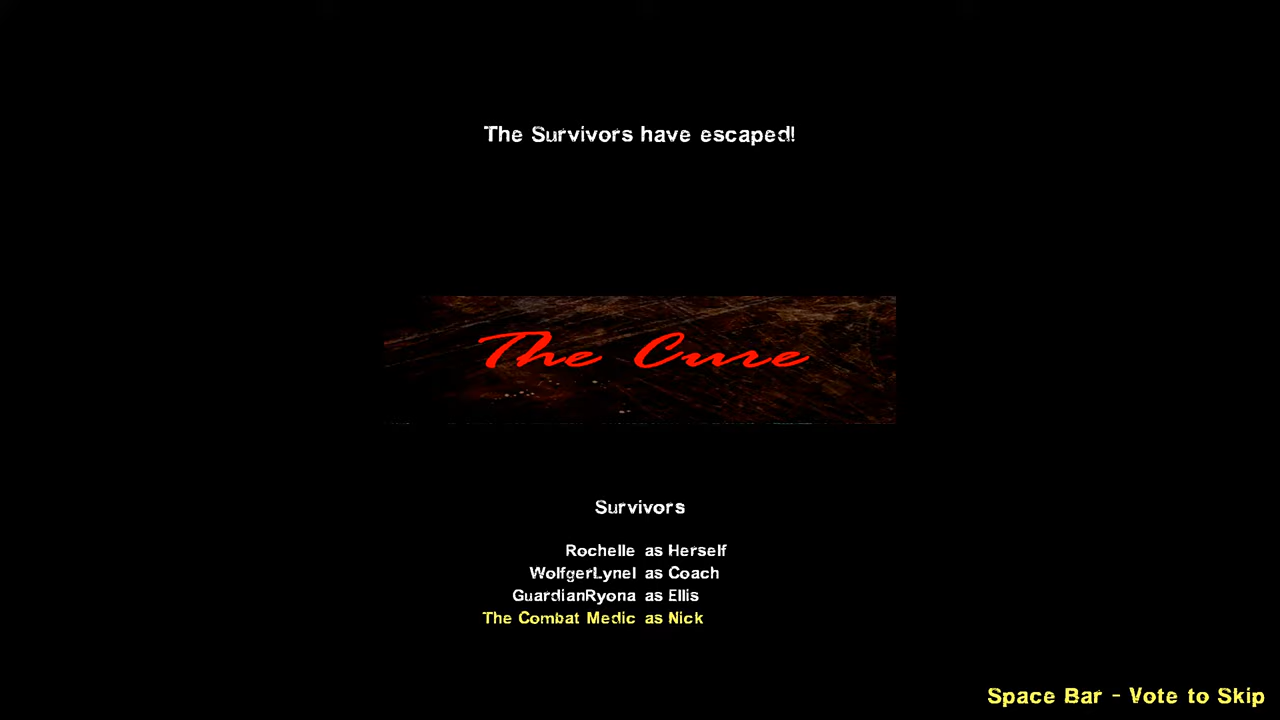 The Survivors have escaped!
The Cure
Survivors
Rochelle as Herself
WolfgerLynel as Coach
GuardianRyona as Ellis
The Combat Medic as Nick
Space Bar - Vote to Skip